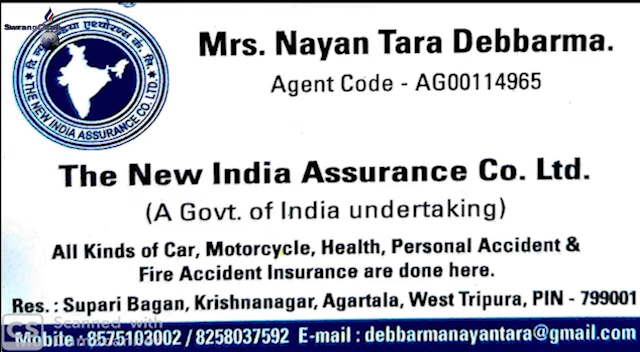 Mrs. Nayan Tara Debbarma.
Agent Code - AG00114965
THE NEW INDIA ASSURANCE CO. LTD.
The New India Assurance Co. Ltd.
(A Govt. of India undertaking)
All Kinds of Car, Motorcycle, Health, Personal Accident &
Fire Accident Insurance are done here.
Res. : Supari Bagan, Krishnanagar, Agartala, West Tripura, PIN - 799001
Mobile : 8575103002 / 8258037592 E-mail : debbarmanayantara@gmail.com
CS Scanned with